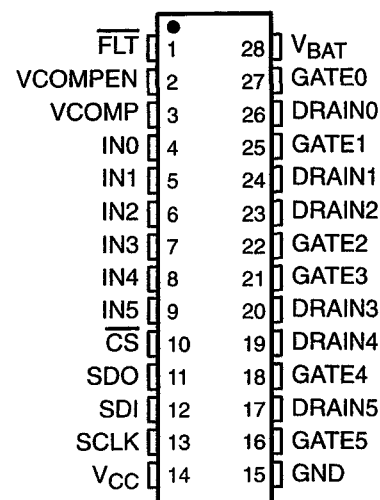 FLT 1 28 VBAT
VCOMPEN 2 27 GATE0
VCOMP 3 26 DRAIN0
IN0 4 25 GATE1
IN1 5 24 DRAIN1
IN2 6 23 DRAIN2
IN3 7 22 GATE2
IN4 8 21 GATE3
IN5 9 20 DRAIN3
CS 10 19 DRAIN4
SDO 11 18 GATE4
SDI 12 17 DRAIN5
SCLK 13 16 GATE5
VCC 14 15 GND